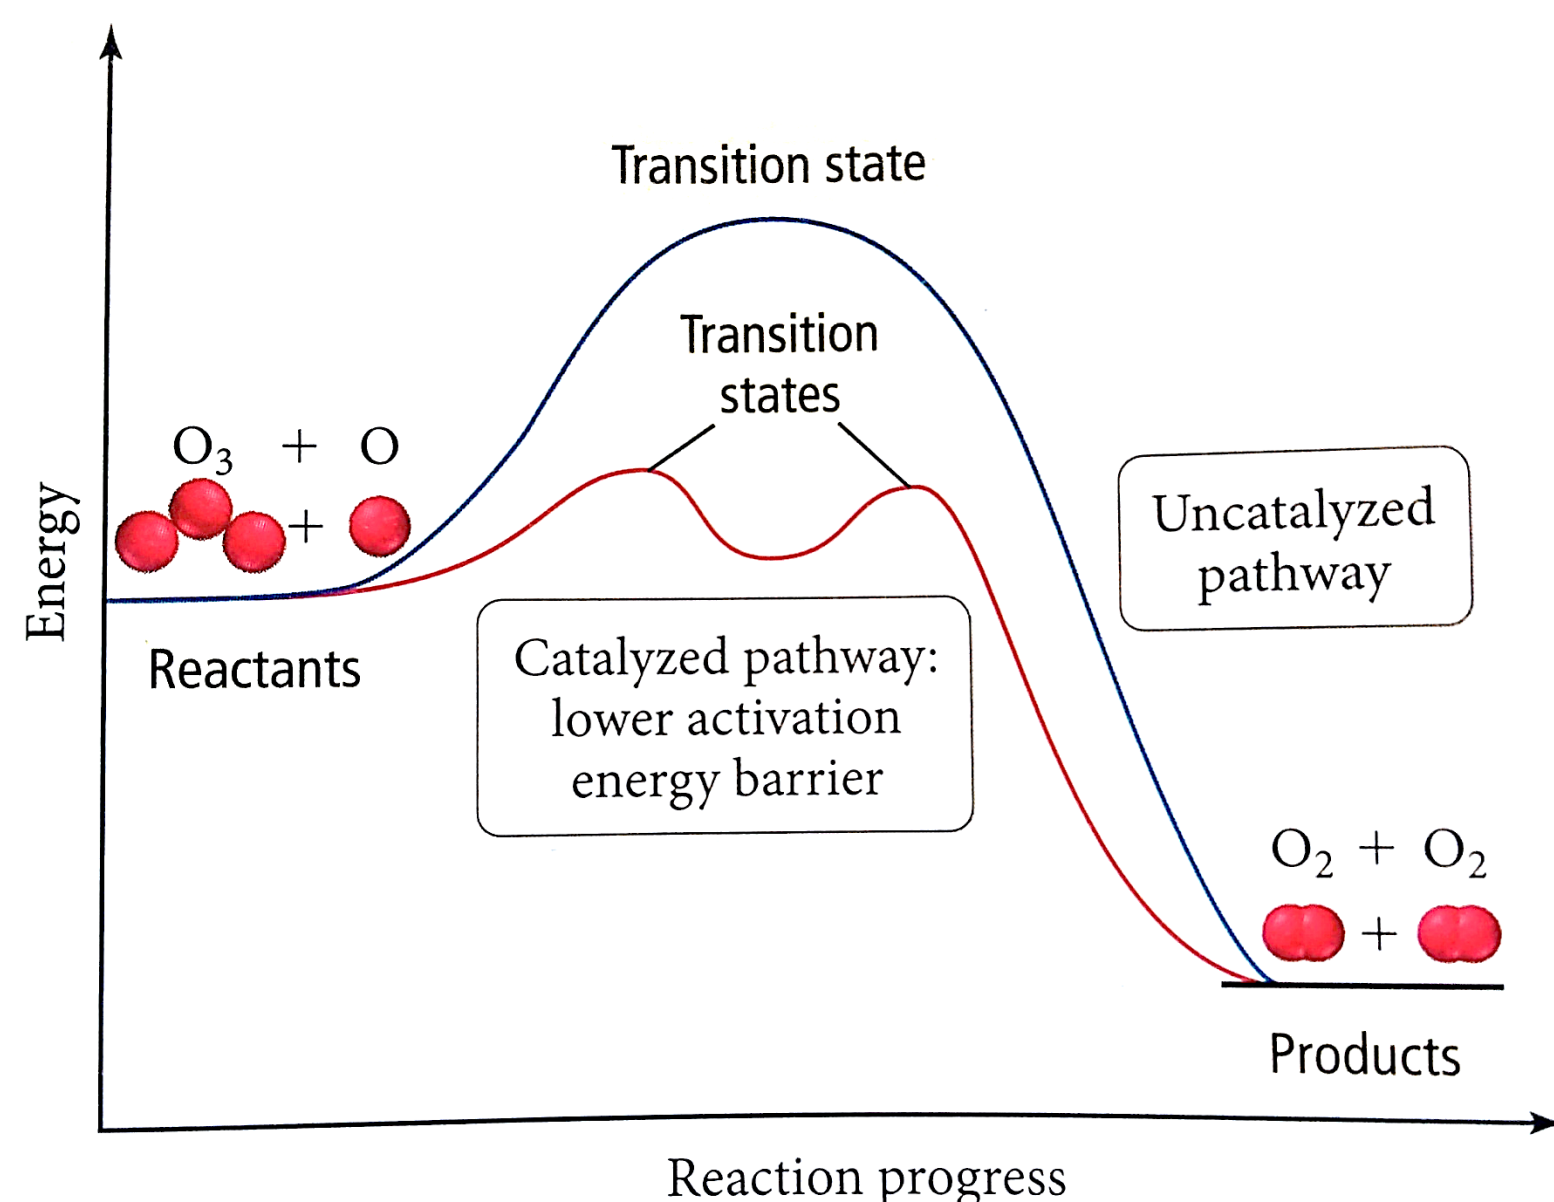 Transition state
Transition
states
O₃ + O
+
Uncatalyzed
pathway
Energy
Reactants
Catalyzed pathway:
lower activation
energy barrier
O₂ + O₂
+
Products
Reaction progress